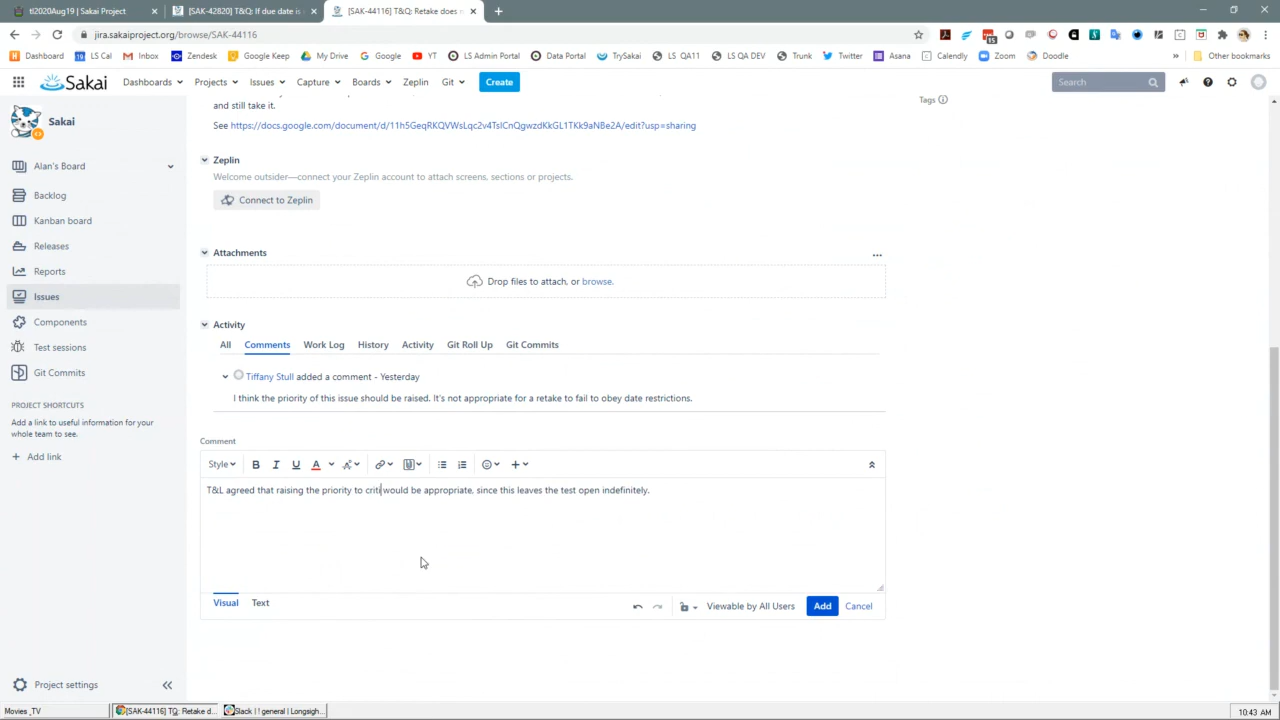 tl2020Aug19 | Sakai Project
[SAK-42820] T&Q: If due date is
[SAK-44116] T&Q: Retake does
jira.sakaiproject.org/browse/SAK-44116
Dashboard LS Cal Inbox Zendesk Google Keep My Drive Google YT LS Admin Portal Data Portal TrySakai LS QA11 LS QA DEV Trunk Twitter Asana Calendly Zoom Doodle » Other bookmarks
Sakai Dashboards Projects Issues Capture Boards Zeplin Git Create Search
and still take it.
Tags
See https://docs.google.com/document/d/11h5GeqRKQVWsLqc2v4TsICnQgwzdKkGL1TKk9aNBe2A/edit?usp=sharing
Sakai
Alan's Board
Backlog
Kanban board
Releases
Reports
Issues
Components
Test sessions
Git Commits
PROJECT SHORTCUTS
Add a link to useful information for your
whole team to see.
+ Add link
Project settings
Zeplin
Welcome outsider—connect your Zeplin account to attach screens, sections or projects.
Connect to Zeplin
Attachments
Drop files to attach, or browse.
Activity
All Comments Work Log History Activity Git Roll Up Git Commits
Tiffany Stull added a comment - Yesterday
I think the priority of this issue should be raised. It's not appropriate for a retake to fail to obey date restrictions.
Comment
Style B I U A
T&L agreed that raising the priority to criti would be appropriate, since this leaves the test open indefinitely.
Visual Text
Viewable by All Users Add Cancel
Movies _TV
[SAK-44116] TQ: Retake d...
Slack | ! general | Longsigh...
10:43 AM